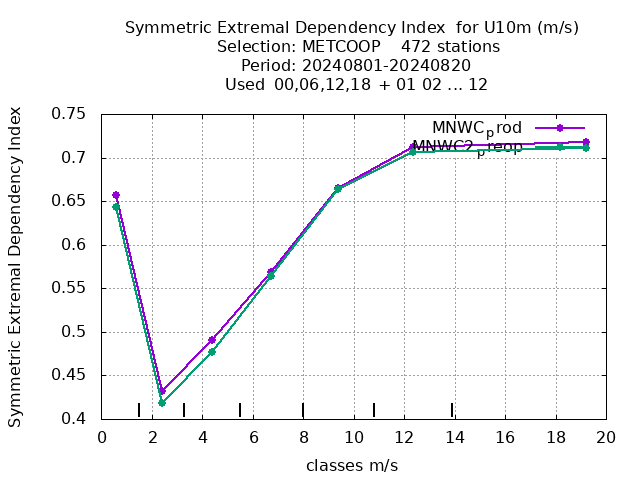 Symmetric Extremal Dependency Index  for U10m (m/s)
Selection: METCOOP    472 stations
Period: 20240801-20240820
Used  00,06,12,18 + 01 02 ... 12
Symmetric Extremal Dependency Index
0.75
0.7
0.65
0.6
0.55
0.5
0.45
0.4
MNWC_prod
MNWC2_preop
0 2 4 6 8 10 12 14 16 18 20
classes m/s